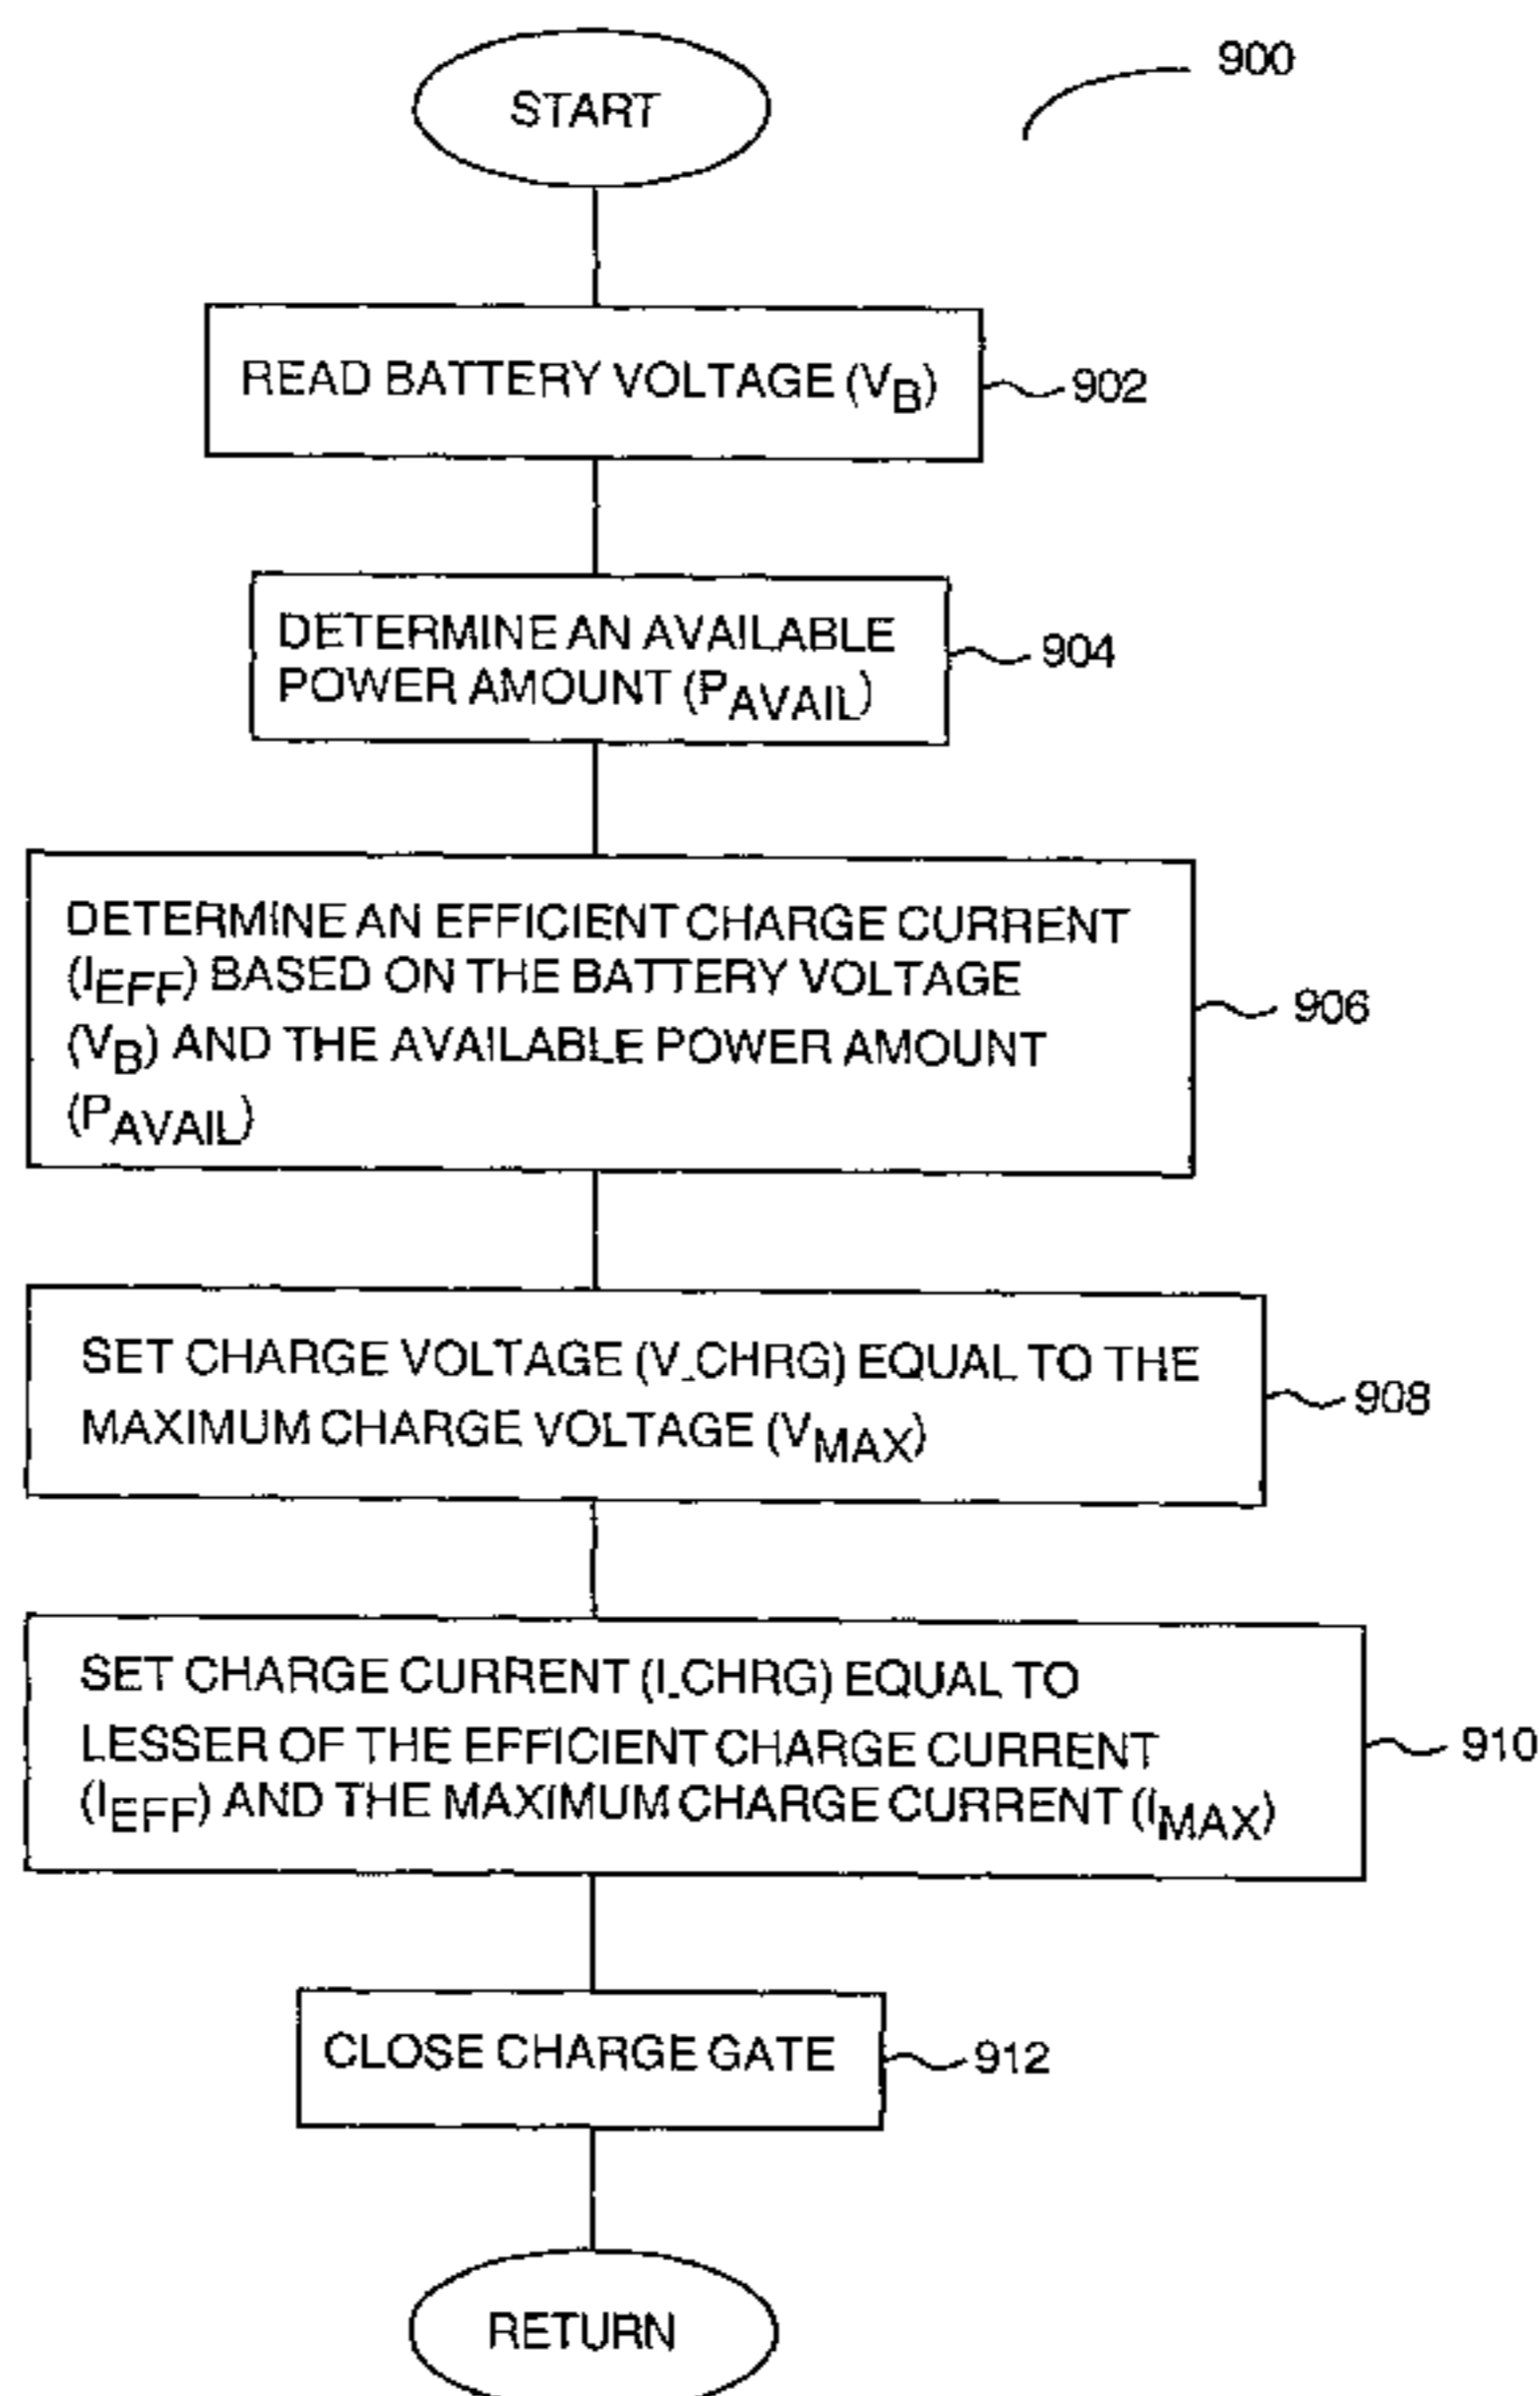 900
START
READ BATTERY VOLTAGE (VB)
902
DETERMINE AN AVAILABLE
POWER AMOUNT (PAVAIL)
904
DETERMINE AN EFFICIENT CHARGE CURRENT
(IEFF) BASED ON THE BATTERY VOLTAGE
(VB) AND THE AVAILABLE POWER AMOUNT
(PAVAIL)
906
SET CHARGE VOLTAGE (V_CHRG) EQUAL TO THE
MAXIMUM CHARGE VOLTAGE (VMAX)
908
SET CHARGE CURRENT (I_CHRG) EQUAL TO
LESSER OF THE EFFICIENT CHARGE CURRENT
(IEFF) AND THE MAXIMUM CHARGE CURRENT (IMAX)
910
CLOSE CHARGE GATE
912
RETURN